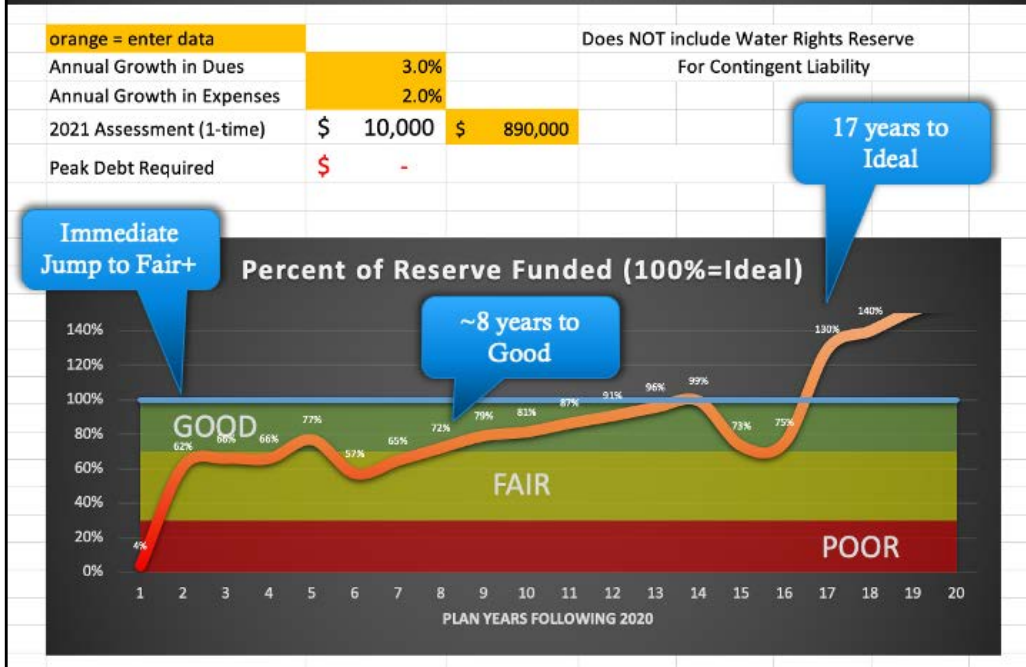 orange = enter data
Does NOT include Water Rights Reserve
Annual Growth in Dues 3.0%
For Contingent Liability
Annual Growth in Expenses 2.0%
2021 Assessment (1-time) $ 10,000 $ 890,000
Peak Debt Required $ -
17 years to
Ideal
Immediate
Jump to Fair+
Percent of Reserve Funded (100%=Ideal)
~8 years to
Good
140%
120%
100%
80%
60%
40%
20%
0%
4%
62%
66%
66%
77%
57%
65%
72%
79%
81%
87%
91%
96%
99%
73%
75%
130%
140%
GOOD
FAIR
POOR
1 2 3 4 5 6 7 8 9 10 11 12 13 14 15 16 17 18 19 20
PLAN YEARS FOLLOWING 2020